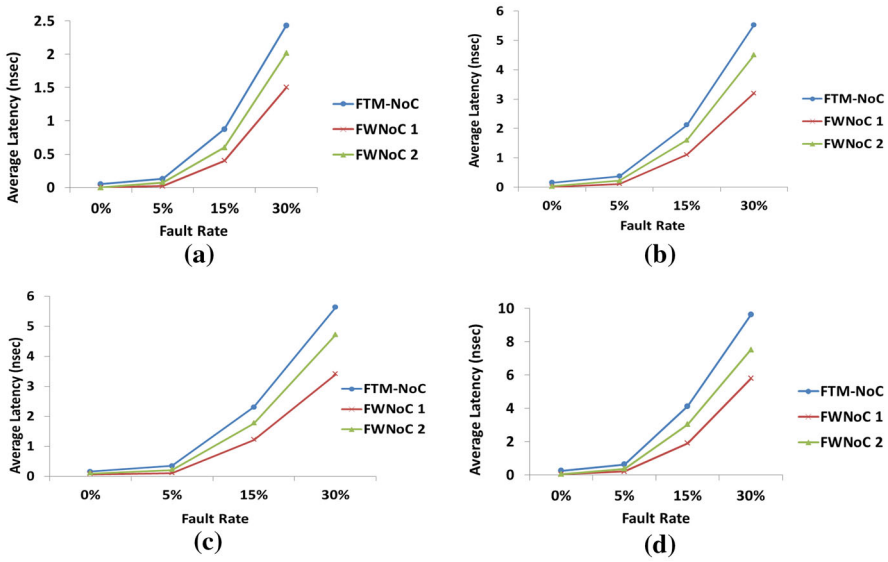 2.5
2
1.5
1
0.5
0
Average Latency (nsec)
0% 5% 15% 30%
Fault Rate
FTM-NoC
FWNoC 1
FWNoC 2
(a)
6
5
4
3
2
1
0
Average Latency (nsec)
0% 5% 15% 30%
Fault Rate
FTM-NoC
FWNoC 1
FWNoC 2
(b)
6
5
4
3
2
1
0
Average Latency (nsec)
0% 5% 15% 30%
Fault Rate
FTM-NoC
FWNoC 1
FWNoC 2
(c)
10
8
6
4
2
0
Average Latency (nsec)
0% 5% 15% 30%
Fault Rate
FTM-NoC
FWNoC 1
FWNoC 2
(d)